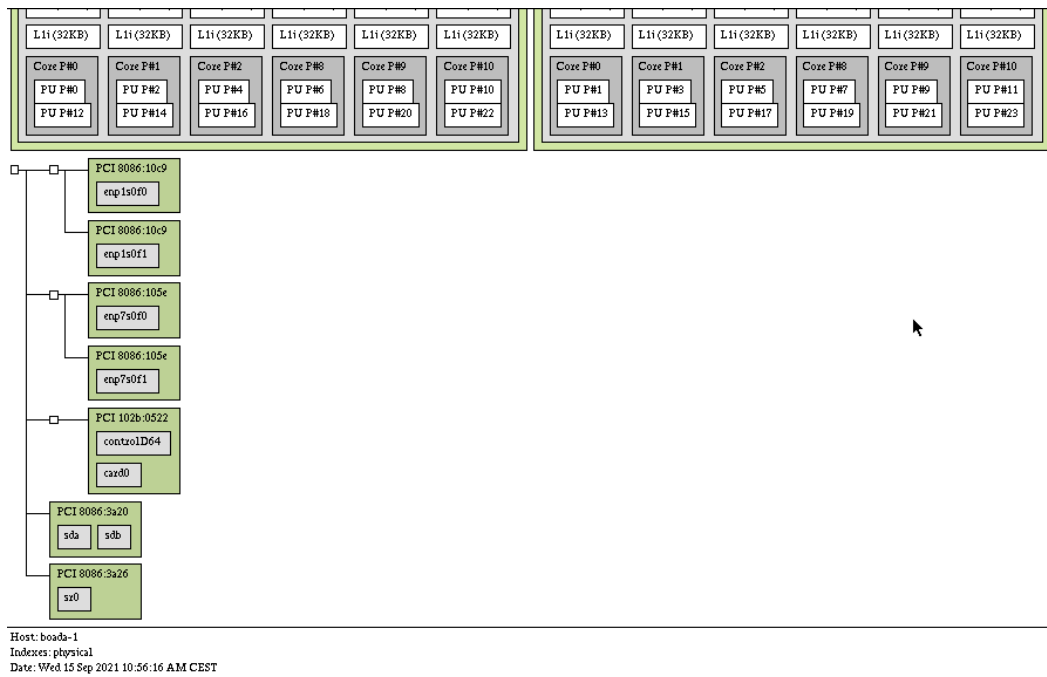 L1i (32KB) L1i (32KB) L1i (32KB) L1i (32KB) L1i (32KB) L1i (32KB) L1i (32KB) L1i (32KB) L1i (32KB) L1i (32KB) L1i (32KB) L1i (32KB)
Core P#0 Core P#1 Core P#2 Core P#8 Core P#9 Core P#10 Core P#0 Core P#1 Core P#2 Core P#8 Core P#9 Core P#10
PU P#0 PU P#2 PU P#4 PU P#6 PU P#8 PU P#10 PU P#1 PU P#3 PU P#5 PU P#7 PU P#9 PU P#11
PU P#12 PU P#14 PU P#16 PU P#18 PU P#20 PU P#22 PU P#13 PU P#15 PU P#17 PU P#19 PU P#21 PU P#23
PCI 8086:10c9
enp1s0f0
PCI 8086:10c9
enp1s0f1
PCI 8086:105e
enp7s0f0
PCI 8086:105e
enp7s0f1
PCI 102b:0522
controlD64
card0
PCI 8086:3a20
sda sdb
PCI 8086:3a26
sr0
Host: boada-1
Indexes: physical
Date: Wed 15 Sep 2021 10:56:16 AM CEST